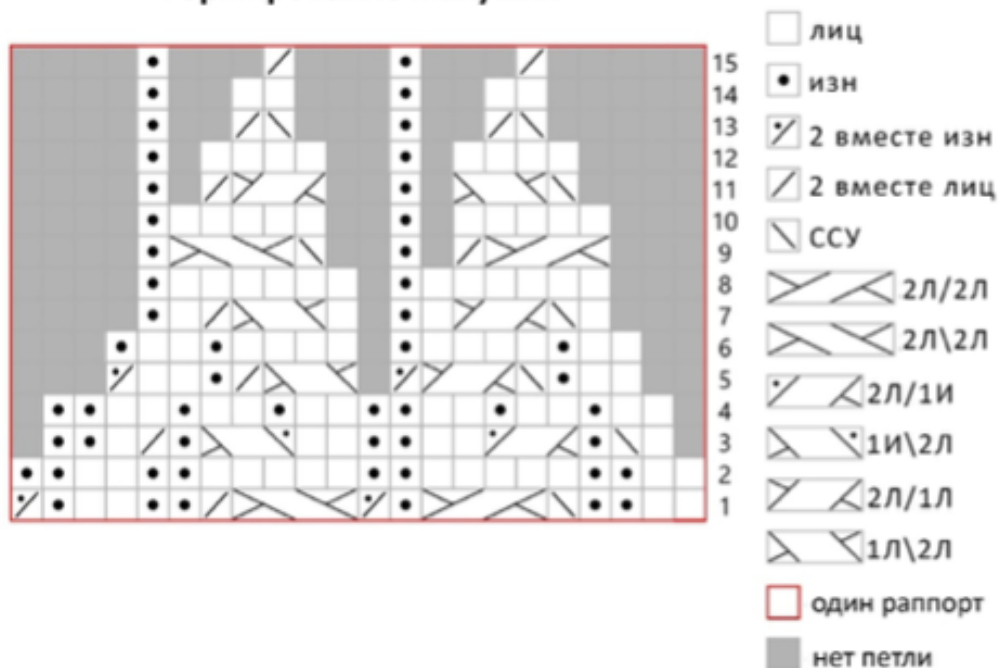 лиц
изн
2 вместе изн
2 вместе лиц
ССУ
2Л/2Л
2Л\2Л
2Л/1И
1И\2Л
2Л/1Л
1Л\2Л
один раппорт
нет петли
15
14
13
12
11
10
9
8
7
6
5
4
3
2
1